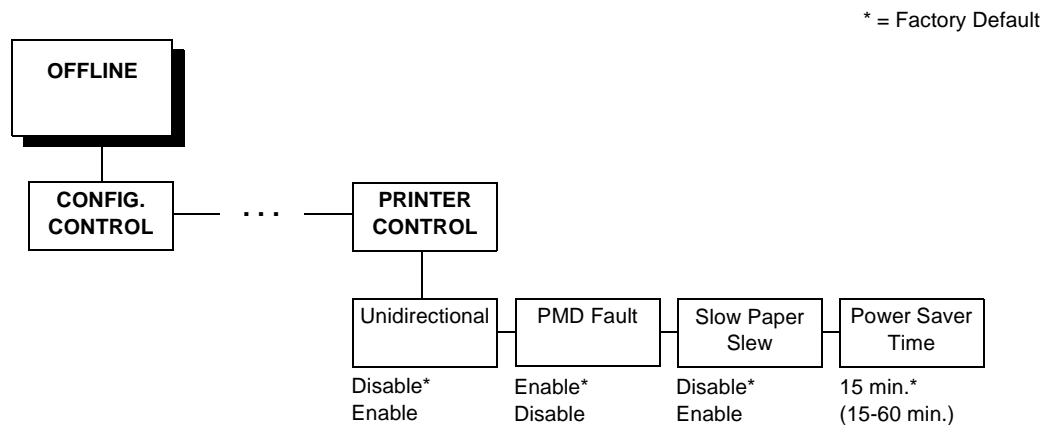 * = Factory Default
OFFLINE
CONFIG.
CONTROL
. . .
PRINTER
CONTROL
Unidirectional
PMD Fault
Slow Paper
Slew
Power Saver
Time
Disable*
Enable
Enable*
Disable
Disable*
Enable
15 min.*
(15-60 min.)